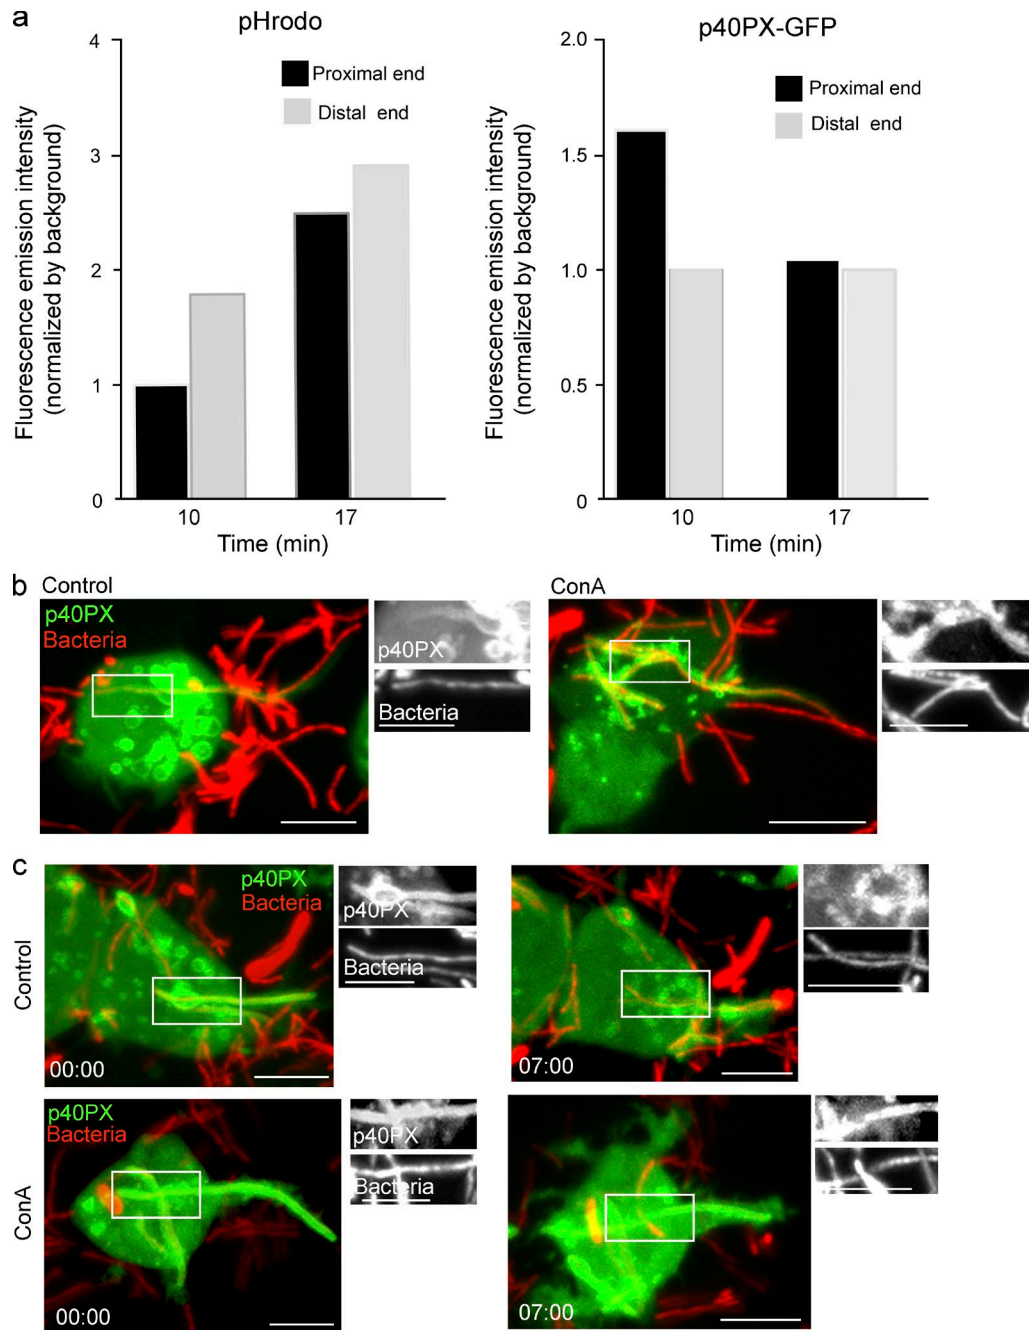 a
pHrodo
p40PX-GFP
4
3
2
1
0
Fluorescence emission intensity
(normalized by background)
Proximal end
Distal end
10
17
Time (min)
2.0
1.5
1.0
0.5
0
Fluorescence emission intensity
(normalized by background)
Proximal end
Distal end
10
17
Time (min)
b
Control
p40PX
Bacteria
p40PX
Bacteria
ConA
c
Control
p40PX
Bacteria
00:00
p40PX
Bacteria
07:00
ConA
p40PX
Bacteria
00:00
p40PX
Bacteria
07:00